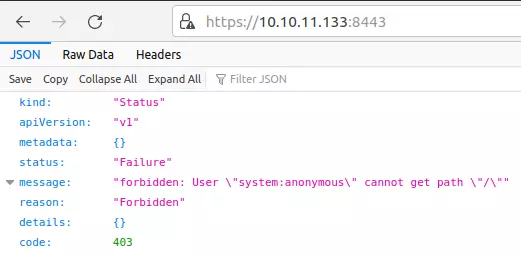 https://10.10.11.133:8443
JSON Raw Data Headers
Save Copy Collapse All Expand All Filter JSON
kind: "Status"
apiVersion: "v1"
metadata: {}
status: "Failure"
message: "forbidden: User \"system:anonymous\" cannot get path \"/\""
reason: "Forbidden"
details: {}
code: 403